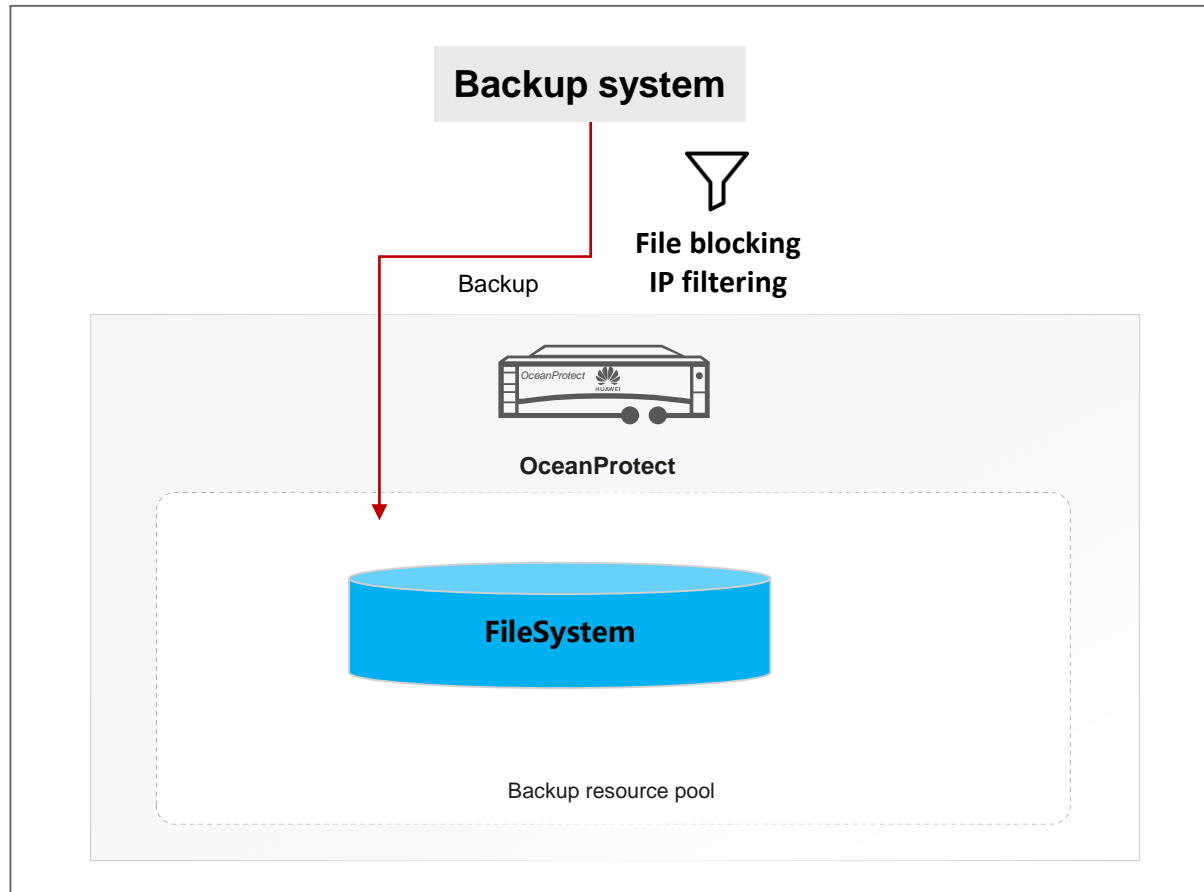 Backup system
File blocking
IP filtering
Backup
OceanProtect
HUAWEI
OceanProtect
FileSystem
Backup resource pool